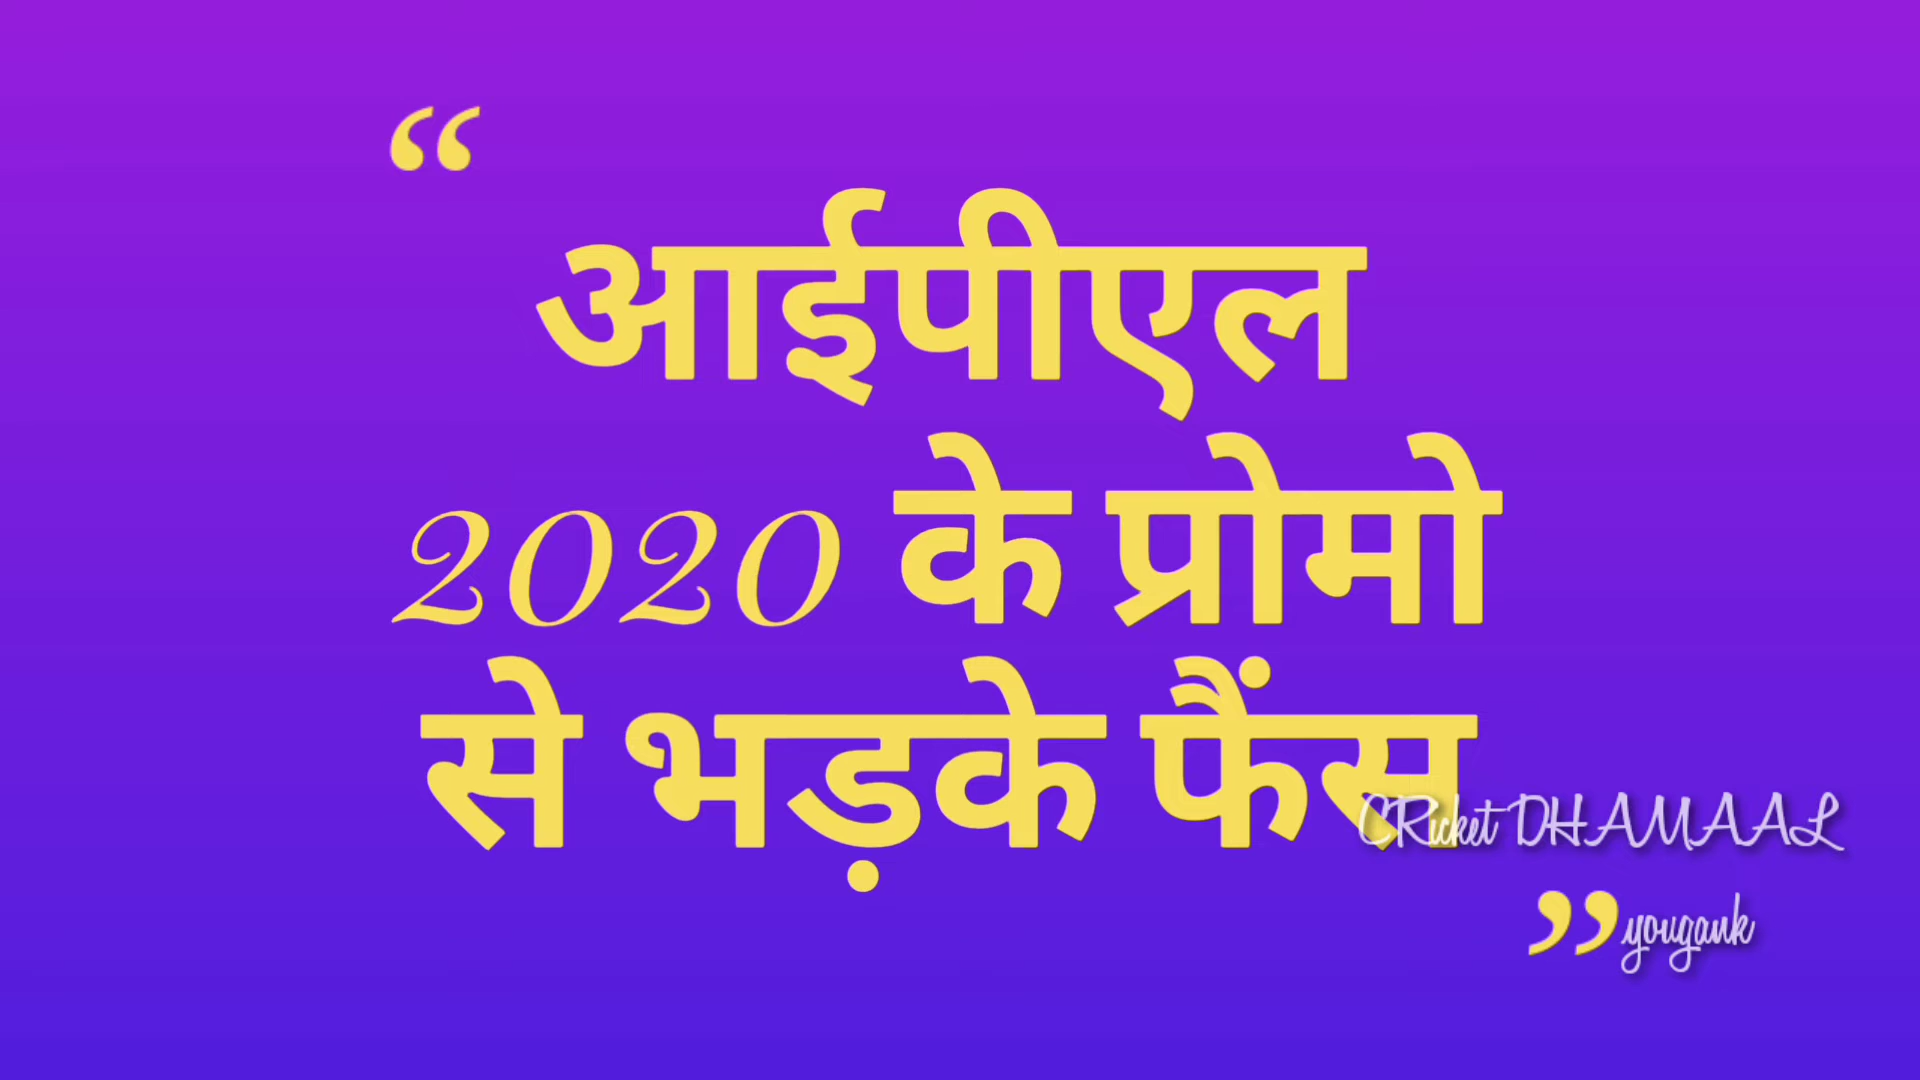 “
आईपीएल
2020 के प्रोमो
से भड़के फैंस
CRicket DHAMAAL
” yougank